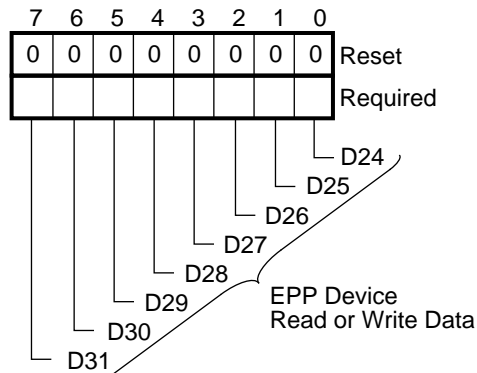 7 6 5 4 3 2 1 0
0 0 0 0 0 0 0 0 Reset
Required
D24
D25
D26
D27
D28
D29
D30
D31
EPP Device
Read or Write Data